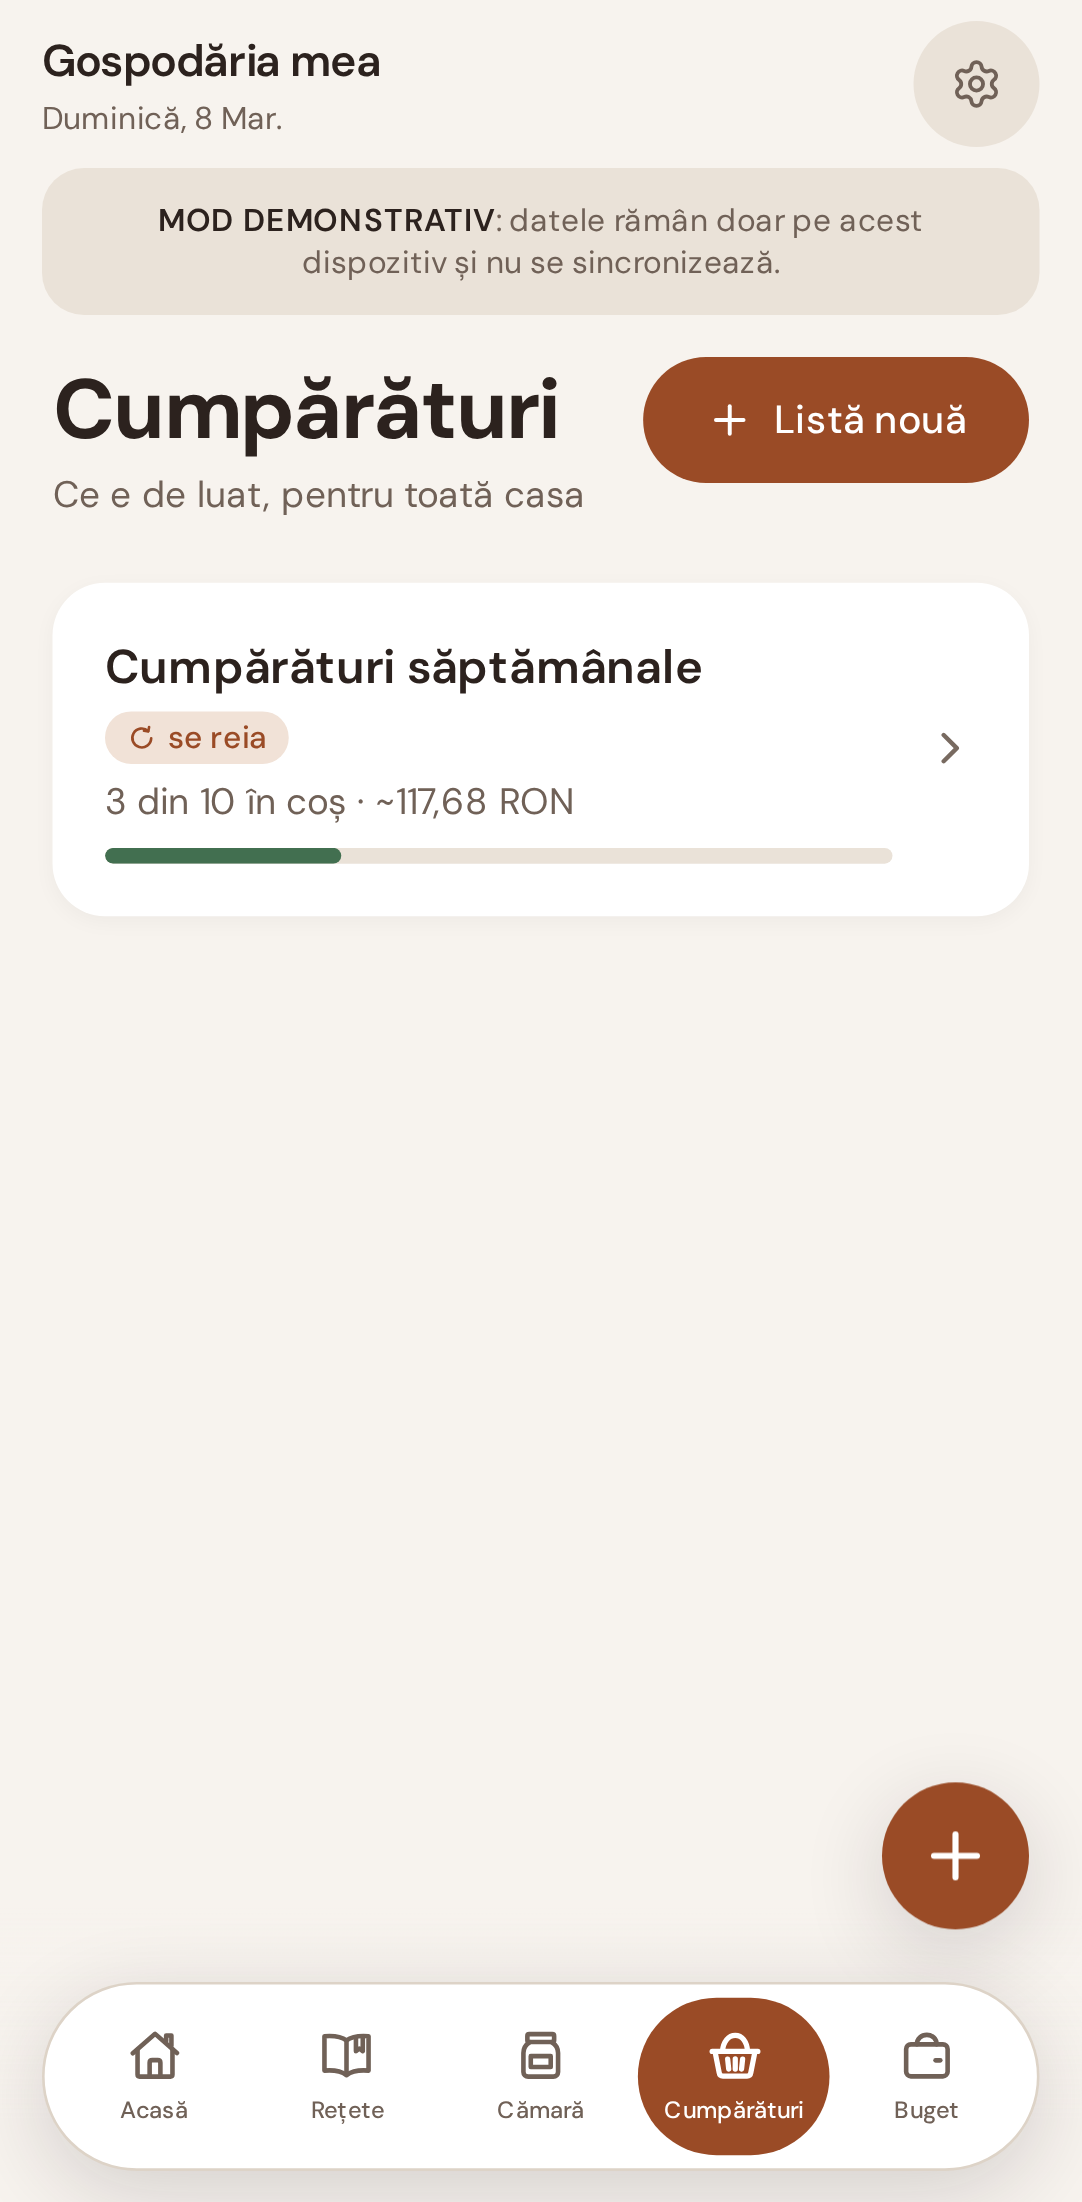 Gospodăria mea
Duminică, 8 Mar.
MOD DEMONSTRATIV: datele rămân doar pe acest
dispozitiv și nu se sincronizează.
Cumpărături
Listă nouă
Ce e de luat, pentru toată casa
Cumpărături săptămânale
se reia
3 din 10 în coș · ~117,68 RON
Acasă
Rețete
Cămară
Cumpărături
Buget